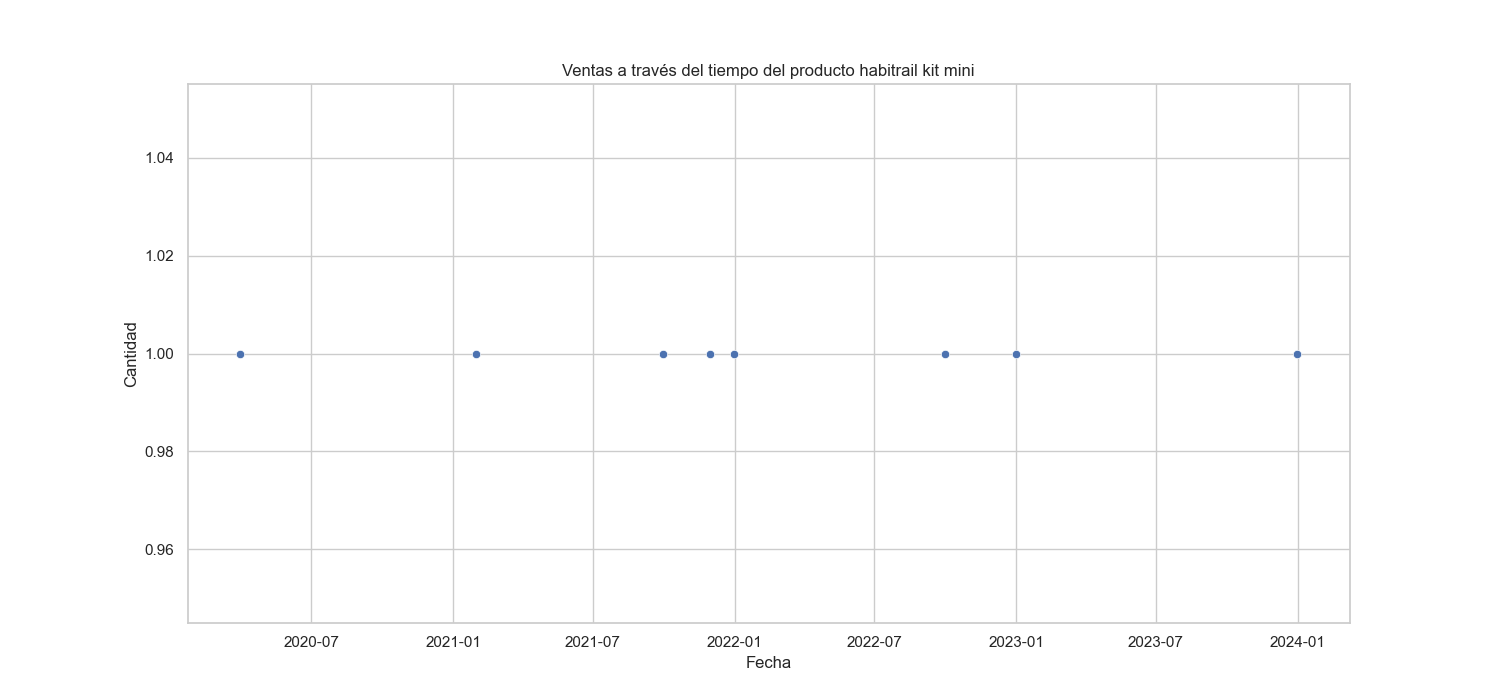 Ventas a través del tiempo del producto habitrail kit mini
1.04
1.02
1.00
0.98
0.96
Cantidad
2020-07 2021-01 2021-07 2022-01 2022-07 2023-01 2023-07 2024-01
Fecha